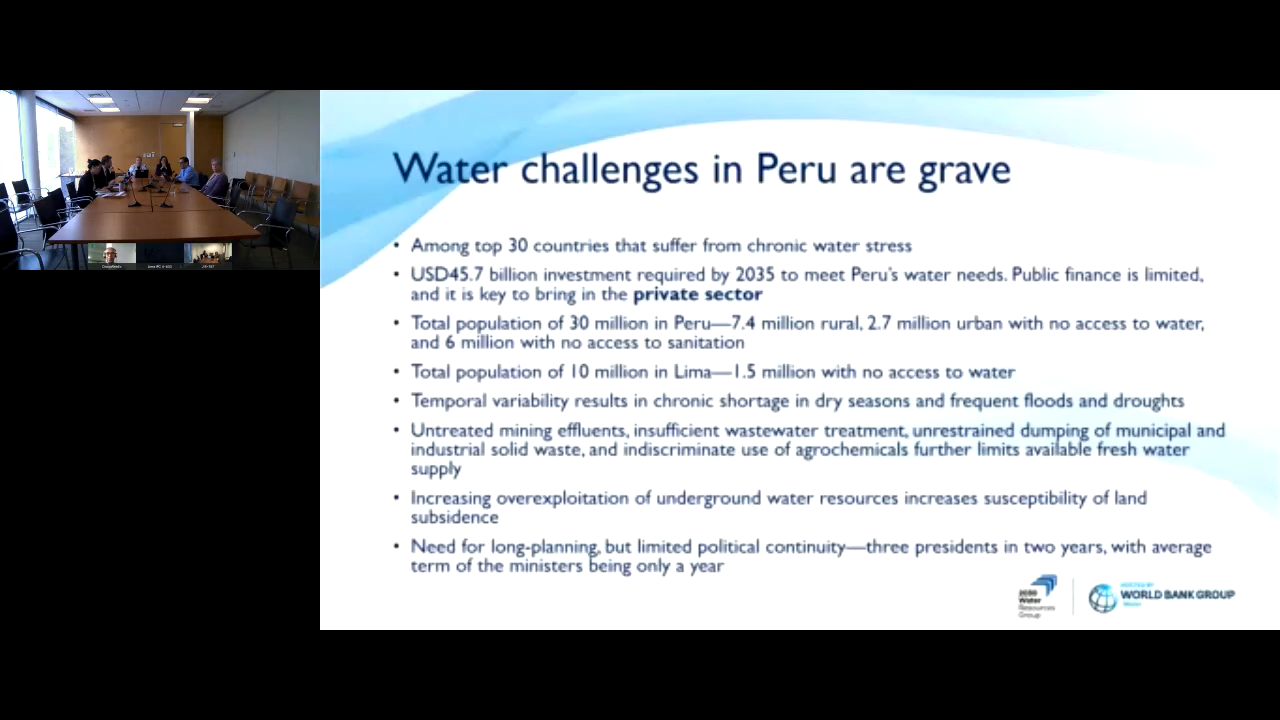 Water challenges in Peru are grave
• Among top 30 countries that suffer from chronic water stress
• USD45.7 billion investment required by 2035 to meet Peru's water needs. Public finance is limited,
and it is key to bring in the private sector
• Total population of 30 million in Peru—7.4 million rural, 2.7 million urban with no access to water,
and 6 million with no access to sanitation
• Total population of 10 million in Lima—1.5 million with no access to water
• Temporal variability results in chronic shortage in dry seasons and frequent floods and droughts
• Untreated mining effluents, insufficient wastewater treatment, unrestrained dumping of municipal and
industrial solid waste, and indiscriminate use of agrochemicals further limits available fresh water
supply
• Increasing overexploitation of underground water resources increases susceptibility of land
subsidence
• Need for long-planning, but limited political continuity—three presidents in two years, with average
term of the ministers being only a year
2030
Water
Resources
Group
HOSTED BY
WORLD BANK GROUP
Water